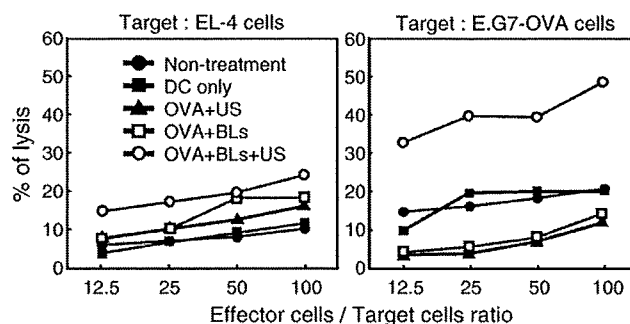 Target : EL-4 cells
Target : E.G7-OVA cells
% of lysis
60
50
40
30
20
10
0
Non-treatment
DC only
OVA+US
OVA+BLs
OVA+BLs+US
60
50
40
30
20
10
0
12.5 25 50 100
12.5 25 50 100
Effector cells / Target cells ratio